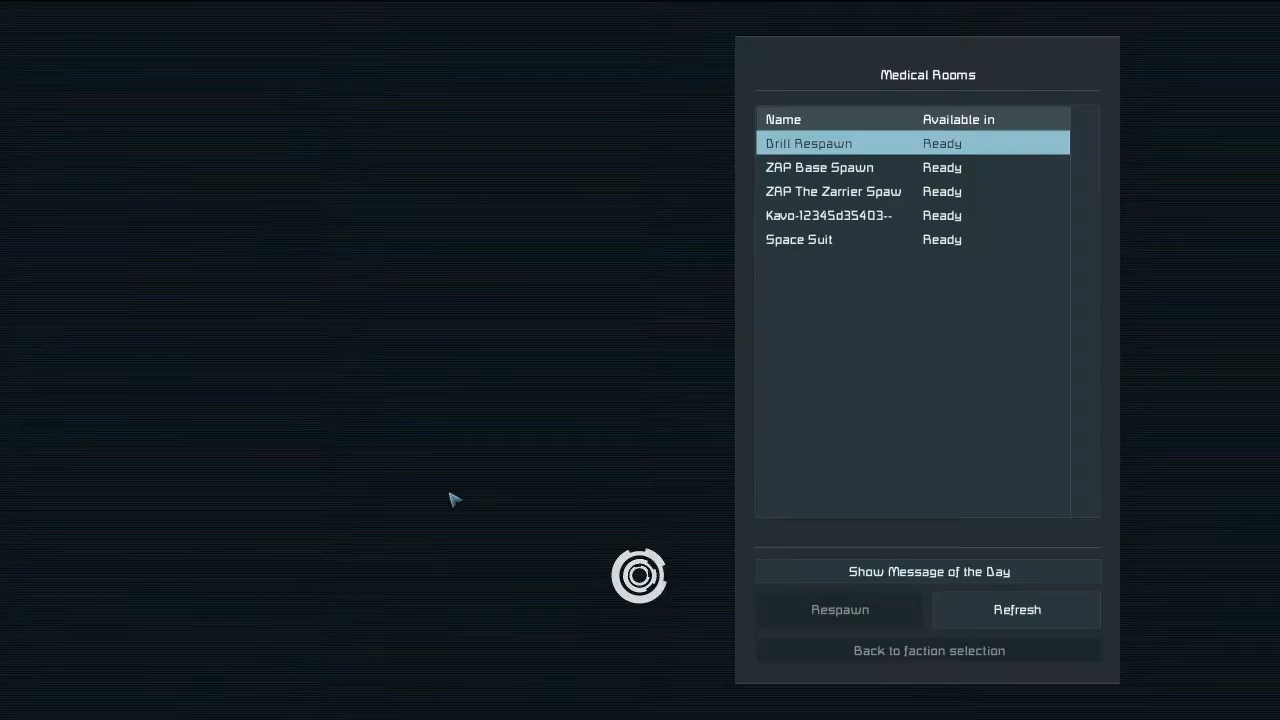 Medical Rooms
Name Available in
Drill Respawn Ready
ZAP Base Spawn Ready
ZAP The Zarrier Spaw Ready
Kavo-12345d35403-- Ready
Space Suit Ready
Show Message of the Day
Respawn Refresh
Back to faction selection